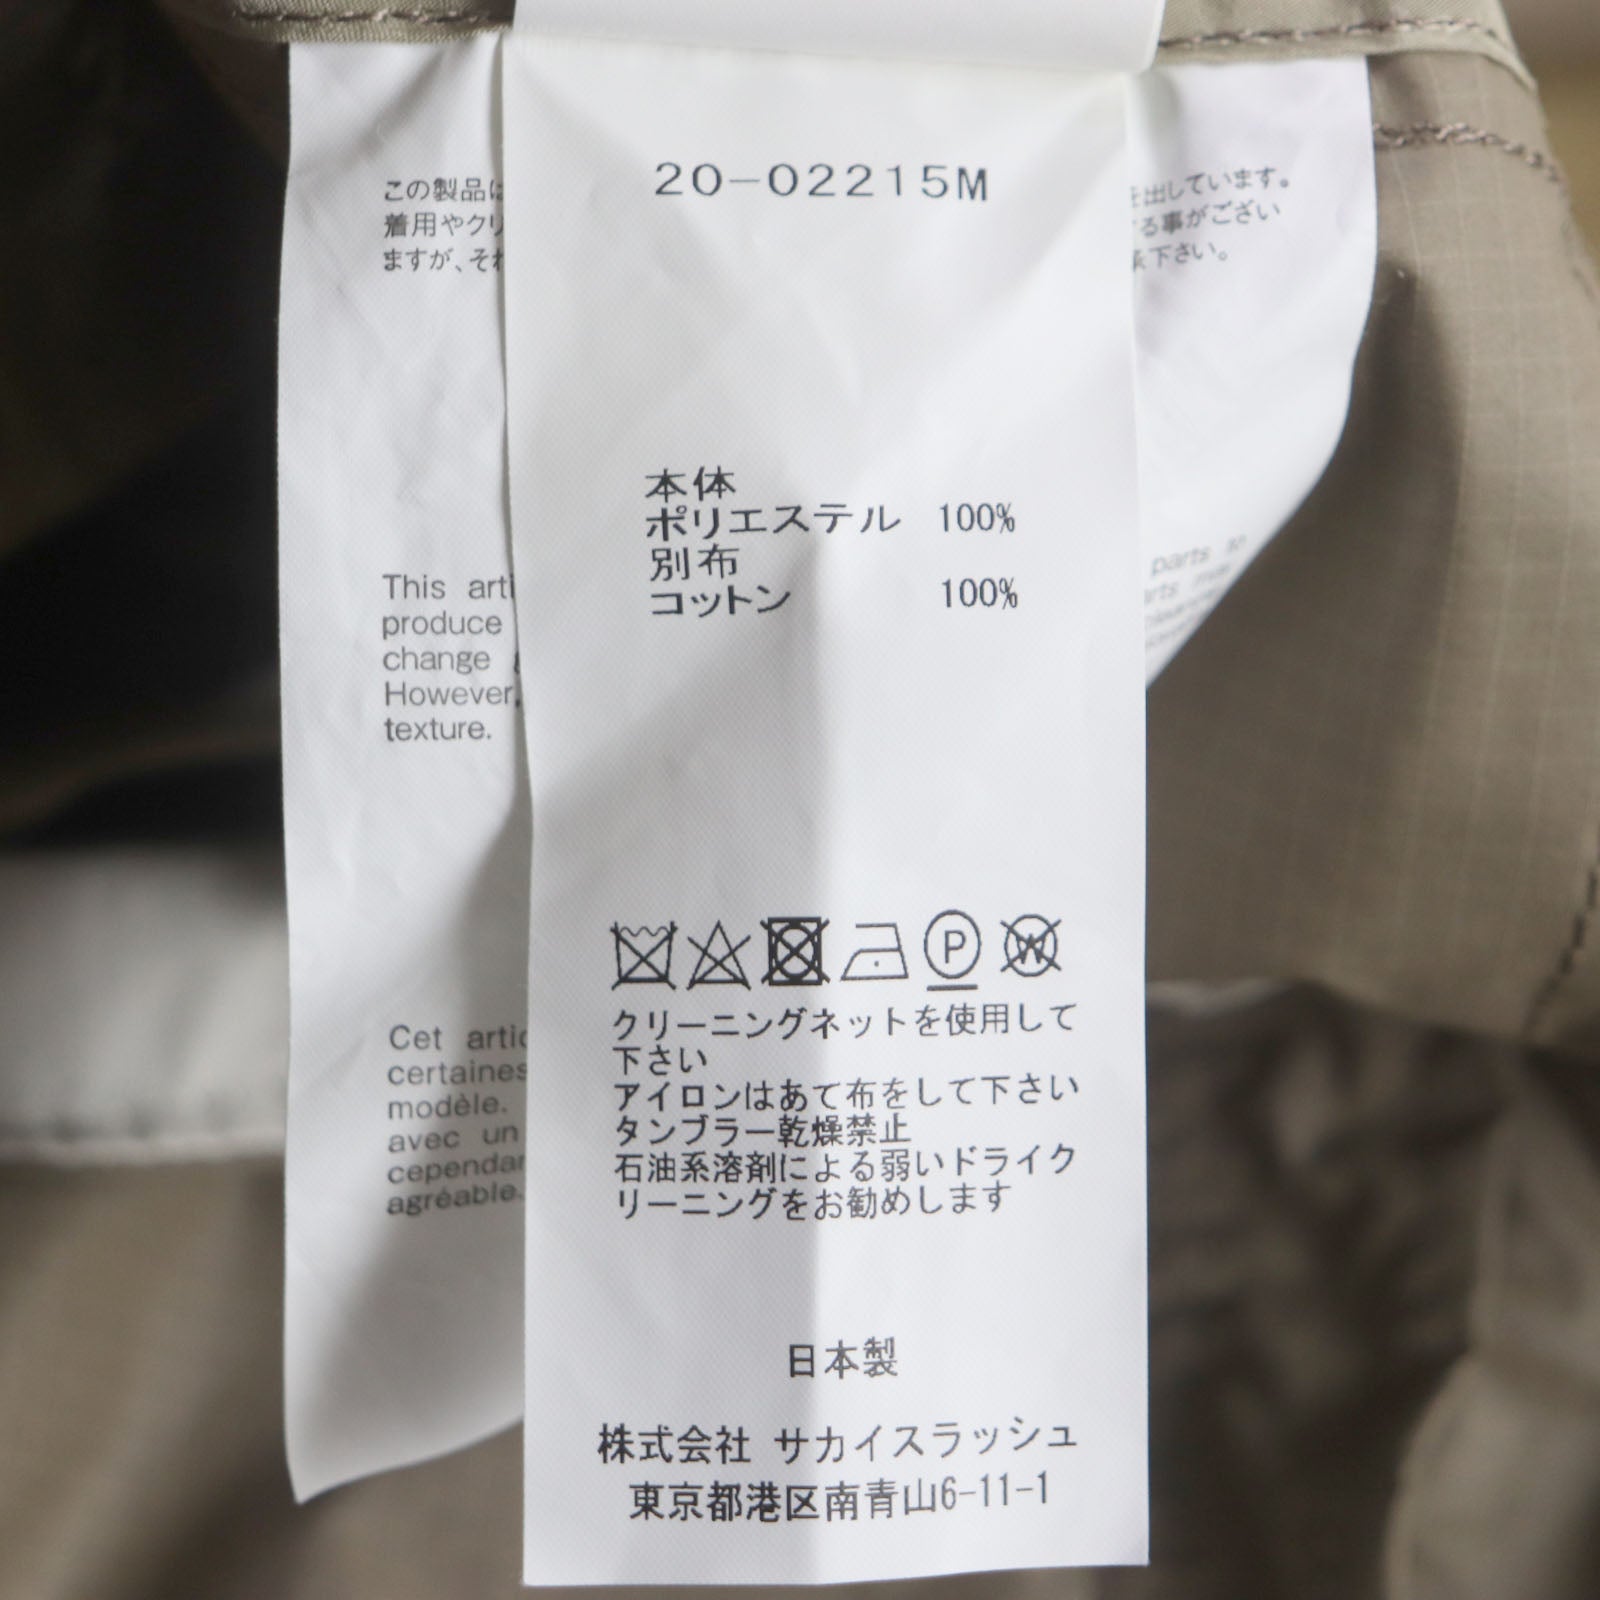 20-02215M
本体
ポリエステル 100%
別布
コットン 100%
P
W
クリーニングネットを使用して
下さい
アイロンはあて布をして下さい
タンブラー乾燥禁止
石油系溶剤による弱いドライク
リーニングをお勧めします
日本製
株式会社 サカイスラッシュ
東京都港区南青山6-11-1
この製品は
着用やクリ
ますが、それ
出しています。
る事がござい
下さい。
This arti
produce
change
However,
texture.
parts
Cet artic
certaines
modèle.
avec un
cependan
agréable.